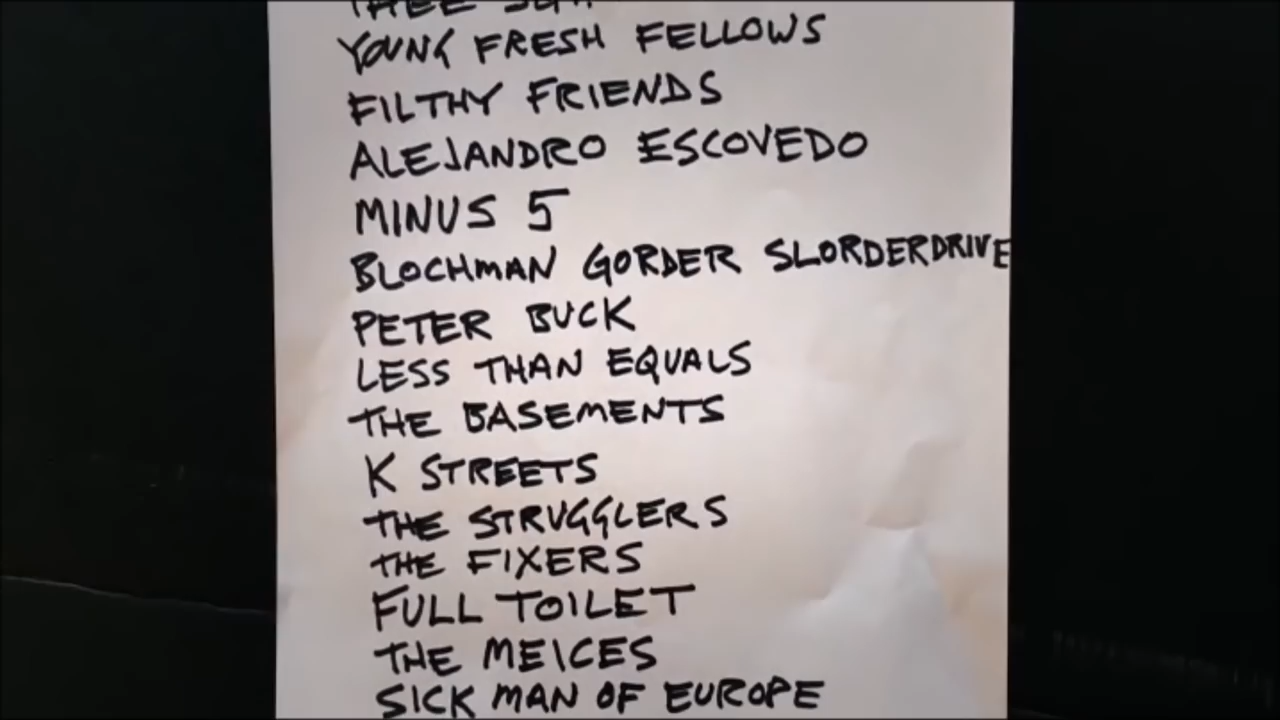 THEE
YOUNG FRESH FELLOWS
FILTHY FRIENDS
ALEJANDRO ESCOVEDO
MINUS 5
BLOCHMAN GORDER SLORDERDRIVE
PETER BUCK
LESS THAN EQUALS
THE BASEMENTS
K STREETS
THE STRUGGLERS
THE FIXERS
FULL TOILET
THE MEICES
SICK MAN OF EUROPE